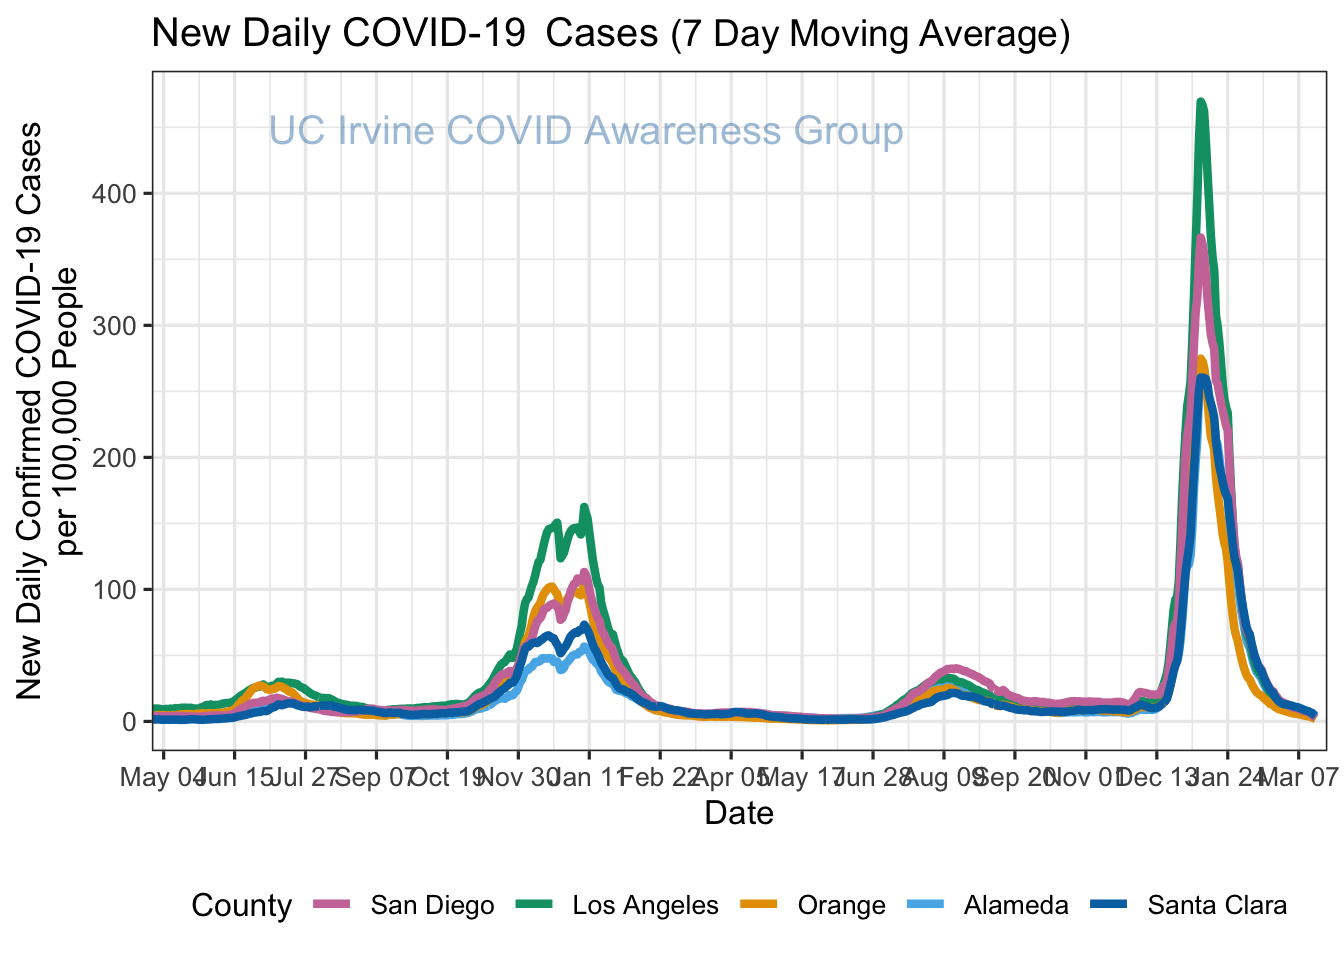 New Daily COVID-19 Cases (7 Day Moving Average)
UC Irvine COVID Awareness Group
New Daily Confirmed COVID-19 Cases
per 100,000 People
400
300
200
100
0
May 04 Jun 15 Jul 27 Sep 07 Oct 19 Nov 30 Jan 11 Feb 22 Apr 05 May 17 Jun 28 Aug 09 Sep 20 Nov 01 Dec 13 Jan 24 Mar 07
Date
County San Diego Los Angeles Orange Alameda Santa Clara